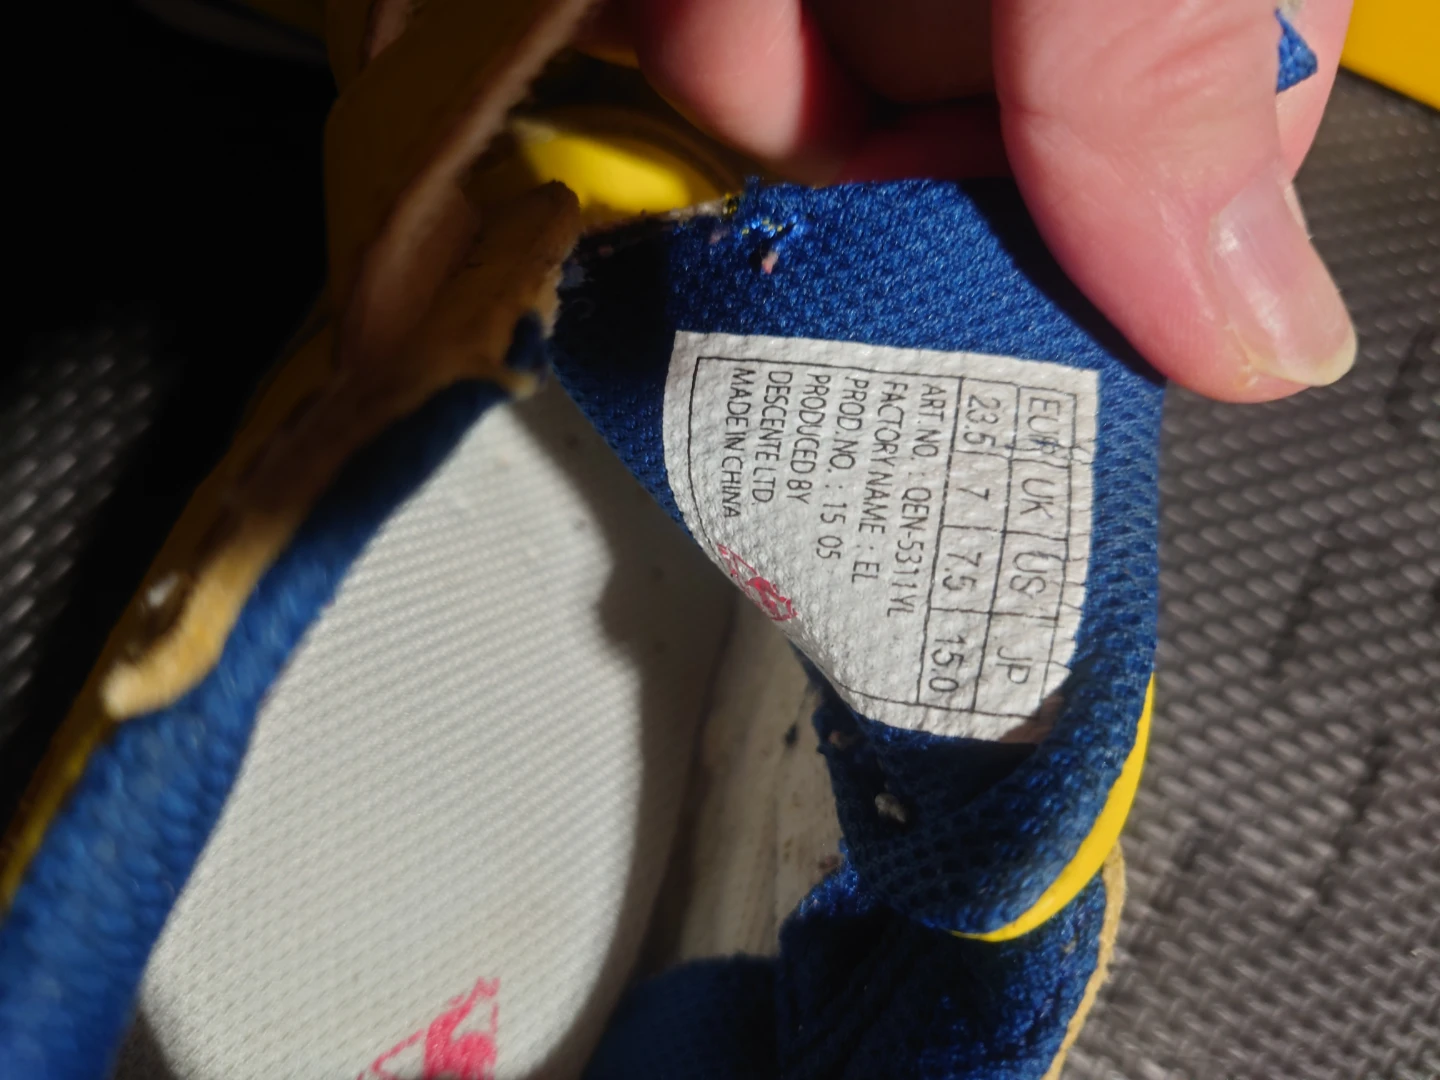 EUR UK US JP
23.5 7 7.5 15.0
ART.NO. : QEN-5311YL
FACTORY NAME : EL
PROD.NO. : 15 05
PRODUCED BY
DESCENTE LTD.
MADE IN CHINA